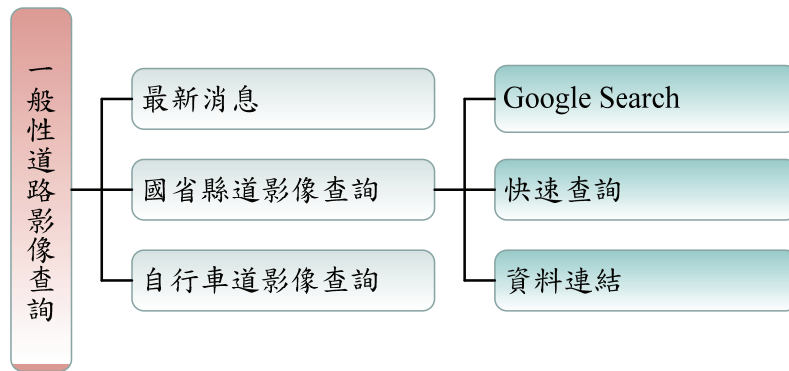 一般性道路影像查詢
最新消息
國省縣道影像查詢
自行車道影像查詢
Google Search
快速查詢
資料連結